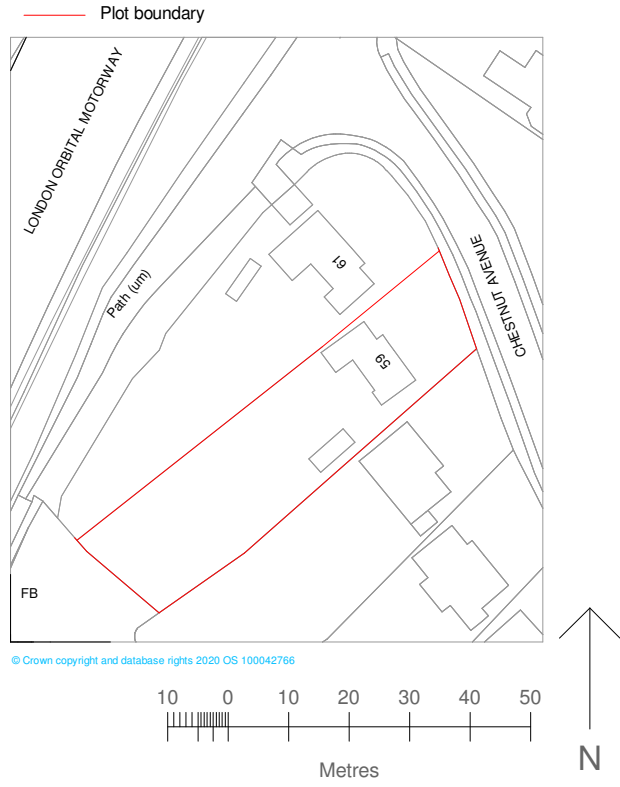 Plot boundary
LONDON ORBITAL MOTORWAY
CHESTNUT AVENUE
61
Path (um)
59
FB
© Crown copyright and database rights 2020 OS 100042766
10 0 10 20 30 40 50
Metres
N